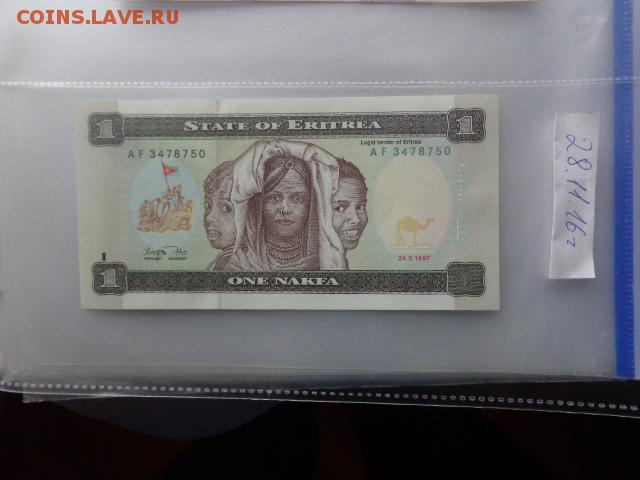 COINS.LAVE.RU
1 STATE OF ERITREA 1
Legal tender of Eritrea
AF 3478750 AF 3478750
24.5.1997
1 ONE NAKFA
28.11.16г